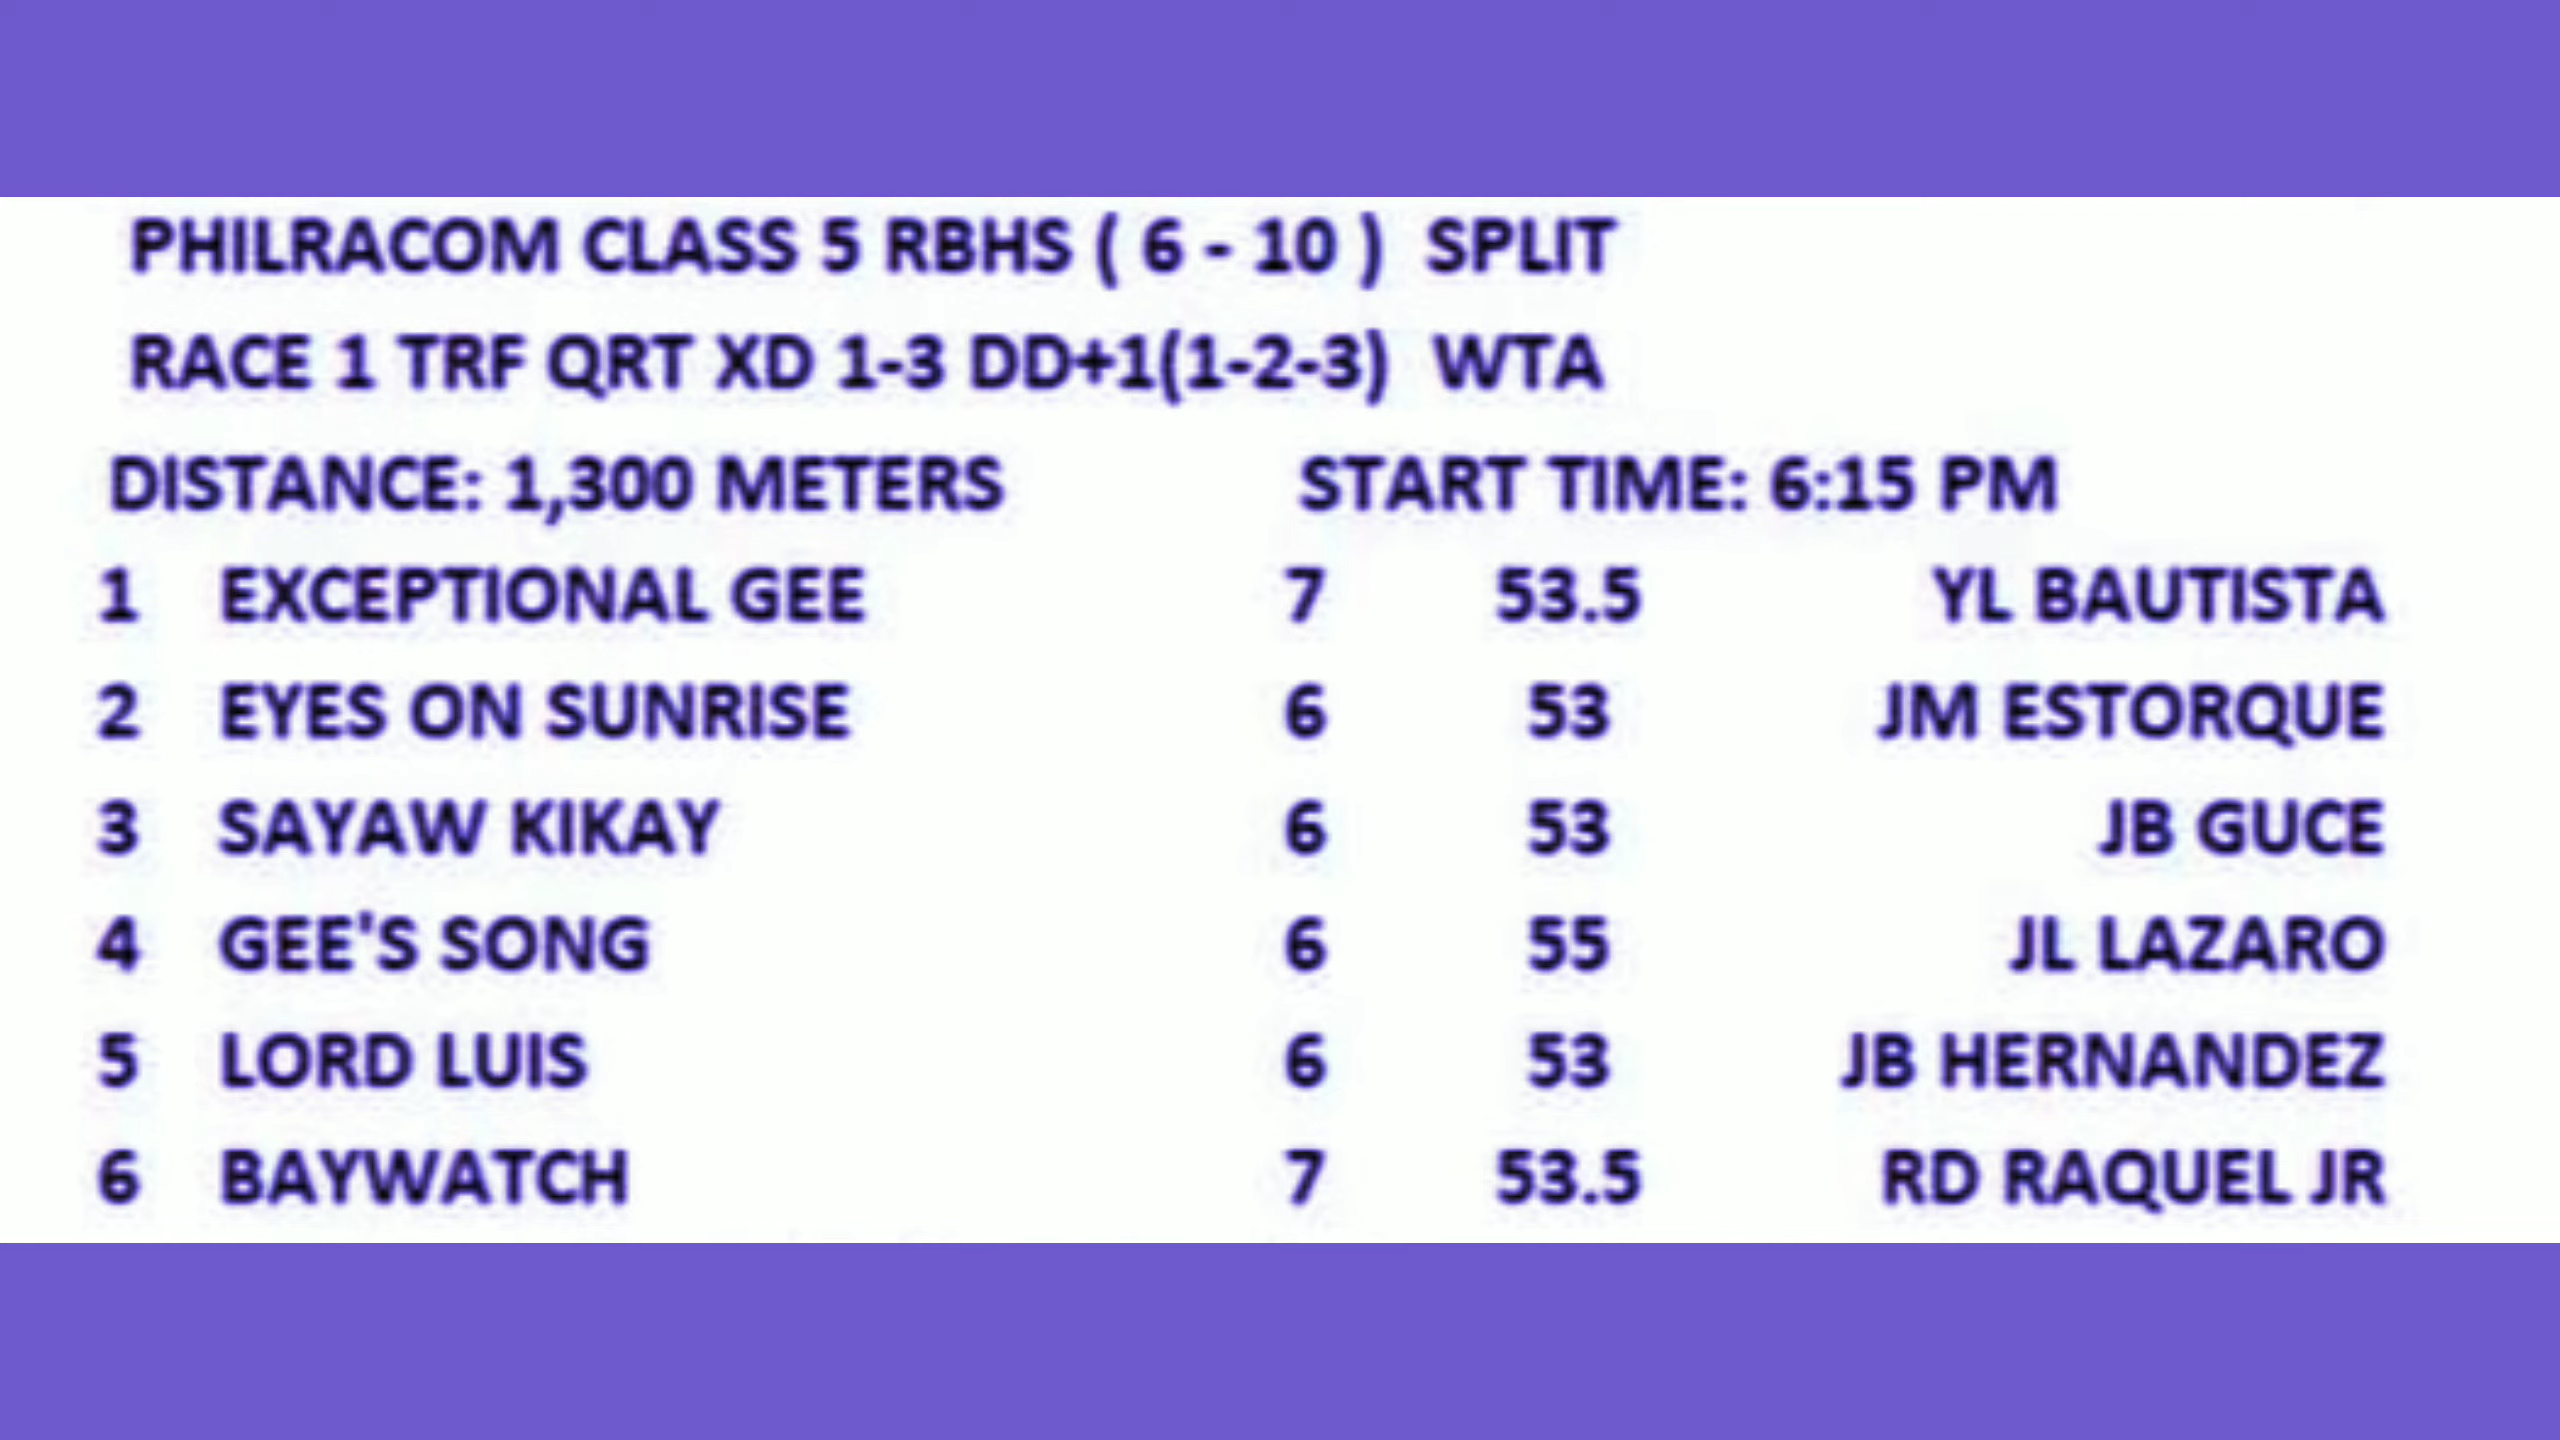 PHILRACOM CLASS 5 RBHS ( 6 - 10 ) SPLIT
RACE 1 TRF QRT XD 1-3 DD+1(1-2-3) WTA
DISTANCE: 1,300 METERS START TIME: 6:15 PM
1 EXCEPTIONAL GEE 7 53.5 YL BAUTISTA
2 EYES ON SUNRISE 6 53 JM ESTORQUE
3 SAYAW KIKAY 6 53 JB GUCE
4 GEE'S SONG 6 55 JL LAZARO
5 LORD LUIS 6 53 JB HERNANDEZ
6 BAYWATCH 7 53.5 RD RAQUEL JR